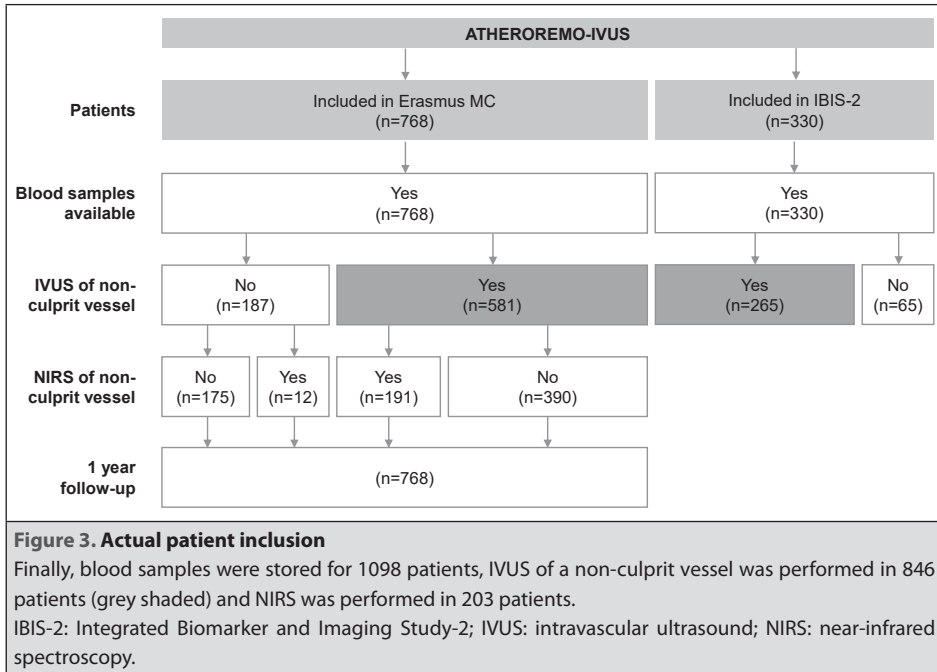 ATHEROREMO-IVUS
Patients
Included in Erasmus MC
(n=768)
Included in IBIS-2
(n=330)
Blood samples
available
Yes
(n=768)
Yes
(n=330)
IVUS of non-
culprit vessel
No
(n=187)
Yes
(n=581)
Yes
(n=265)
No
(n=65)
NIRS of non-
culprit vessel
No
(n=175)
Yes
(n=12)
Yes
(n=191)
No
(n=390)
1 year
follow-up
(n=768)
Figure 3. Actual patient inclusion
Finally, blood samples were stored for 1098 patients, IVUS of a non-culprit vessel was performed in 846
patients (grey shaded) and NIRS was performed in 203 patients.
IBIS-2: Integrated Biomarker and Imaging Study-2; IVUS: intravascular ultrasound; NIRS: near-infrared
spectroscopy.